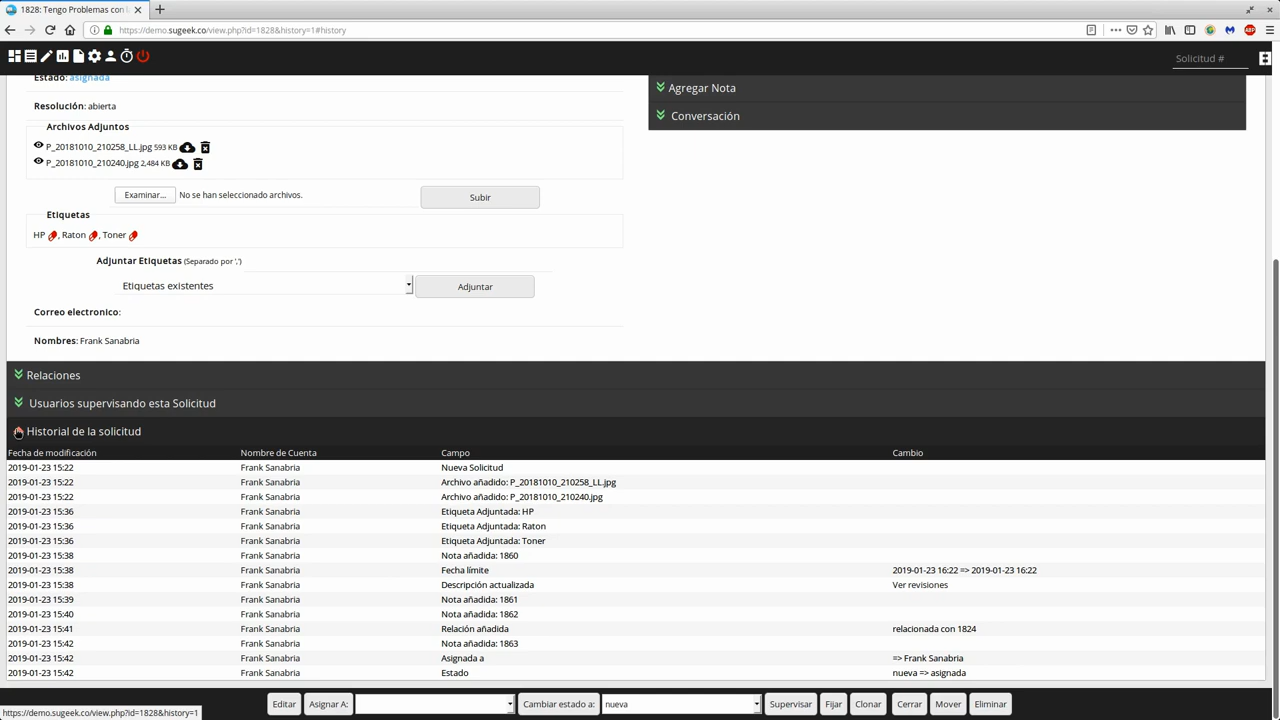 1828: Tengo Problemas con l
https://demo.sugeek.co/view.php?id=1828&history=1#history
Solicitud #
Estado: asignada
Resolución: abierta
Archivos Adjuntos
P_20181010_210258_LL.jpg 593 KB
P_20181010_210240.jpg 2,484 KB
Examinar... No se han seleccionado archivos. Subir
Etiquetas
HP , Raton , Toner
Adjuntar Etiquetas (Separado por ',')
Etiquetas existentes Adjuntar
Correo electronico:
Nombres: Frank Sanabria
Agregar Nota
Conversación
Relaciones
Usuarios supervisando esta Solicitud
Historial de la solicitud
Fecha de modificación Nombre de Cuenta Campo Cambio
2019-01-23 15:22 Frank Sanabria Nueva Solicitud
2019-01-23 15:22 Frank Sanabria Archivo añadido: P_20181010_210258_LL.jpg
2019-01-23 15:22 Frank Sanabria Archivo añadido: P_20181010_210240.jpg
2019-01-23 15:36 Frank Sanabria Etiqueta Adjuntada: HP
2019-01-23 15:36 Frank Sanabria Etiqueta Adjuntada: Raton
2019-01-23 15:36 Frank Sanabria Etiqueta Adjuntada: Toner
2019-01-23 15:38 Frank Sanabria Nota añadida: 1860
2019-01-23 15:38 Frank Sanabria Fecha límite 2019-01-23 16:22 => 2019-01-23 16:22
2019-01-23 15:38 Frank Sanabria Descripción actualizada Ver revisiones
2019-01-23 15:39 Frank Sanabria Nota añadida: 1861
2019-01-23 15:40 Frank Sanabria Nota añadida: 1862
2019-01-23 15:41 Frank Sanabria Relación añadida relacionada con 1824
2019-01-23 15:42 Frank Sanabria Nota añadida: 1863
2019-01-23 15:42 Frank Sanabria Asignada a => Frank Sanabria
2019-01-23 15:42 Frank Sanabria Estado nueva => asignada
Editar Asignar A: Cambiar estado a: nueva Supervisar Fijar Clonar Cerrar Mover Eliminar
https://demo.sugeek.co/view.php?id=1828&history=1